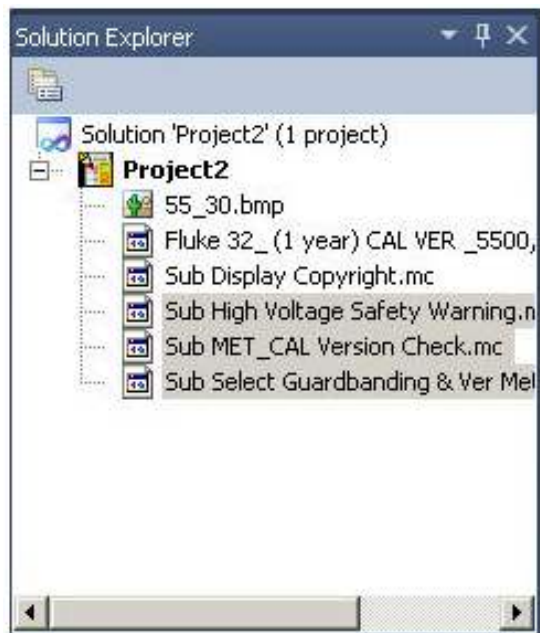 Solution Explorer
Solution 'Project2' (1 project)
Project2
55_30.bmp
Fluke 32_ (1 year) CAL VER _5500,
Sub Display Copyright.mc
Sub High Voltage Safety Warning.
Sub MET_CAL Version Check.mc
Sub Select Guardbanding & Ver